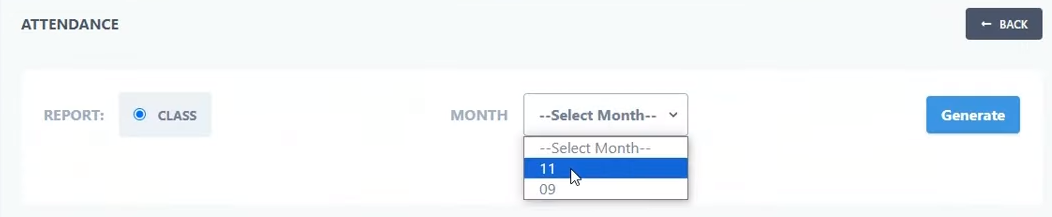 ATTENDANCE
← BACK
REPORT: CLASS MONTH --Select Month-- Generate
--Select Month--
11
09